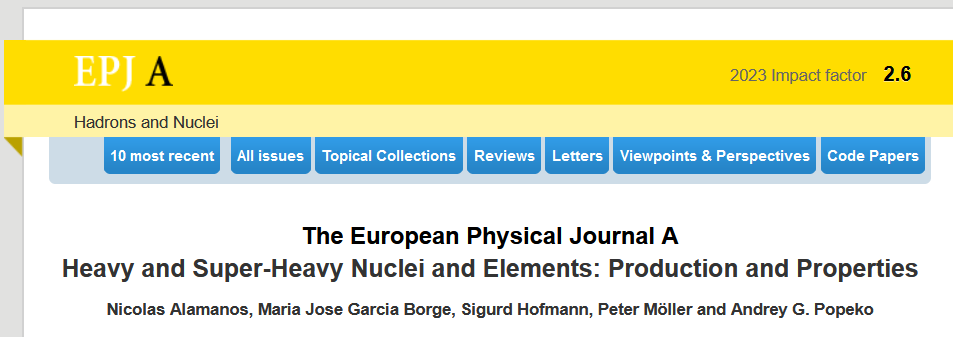 EPJ A
2023 Impact factor 2.6
Hadrons and Nuclei
10 most recent All issues Topical Collections Reviews Letters Viewpoints & Perspectives Code Papers
The European Physical Journal A
Heavy and Super-Heavy Nuclei and Elements: Production and Properties
Nicolas Alamanos, Maria Jose Garcia Borge, Sigurd Hofmann, Peter Möller and Andrey G. Popeko